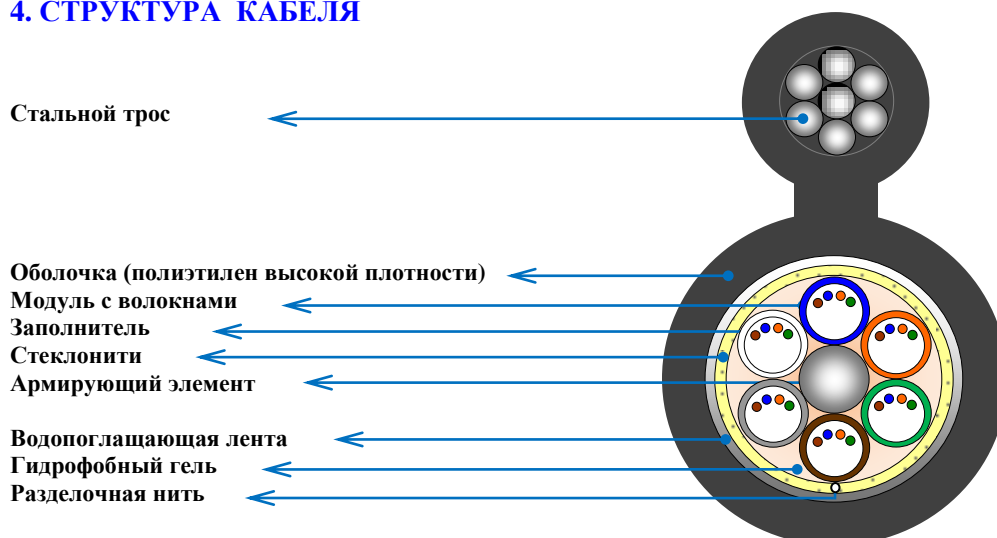 4. СТРУКТУРА КАБЕЛЯ
Стальной трос
Оболочка (полиэтилен высокой плотности)
Модуль с волокнами
Заполнитель
Стеклонити
Армирующий элемент
Водопоглащающая лента
Гидрофобный гель
Разделочная нить